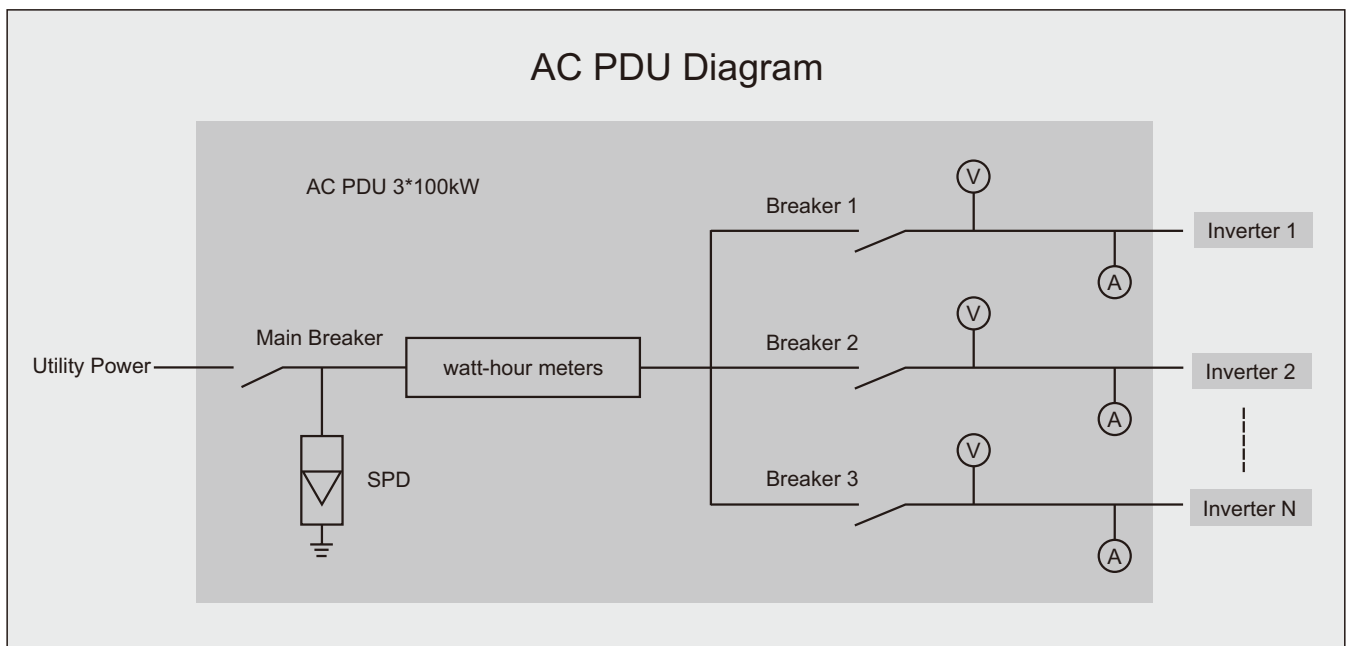 AC PDU Diagram
AC PDU 3*100kW
V
Breaker 1
Inverter 1
A
V
Main Breaker
Breaker 2
Utility Power
watt-hour meters
Inverter 2
A
V
SPD
Breaker 3
Inverter N
A